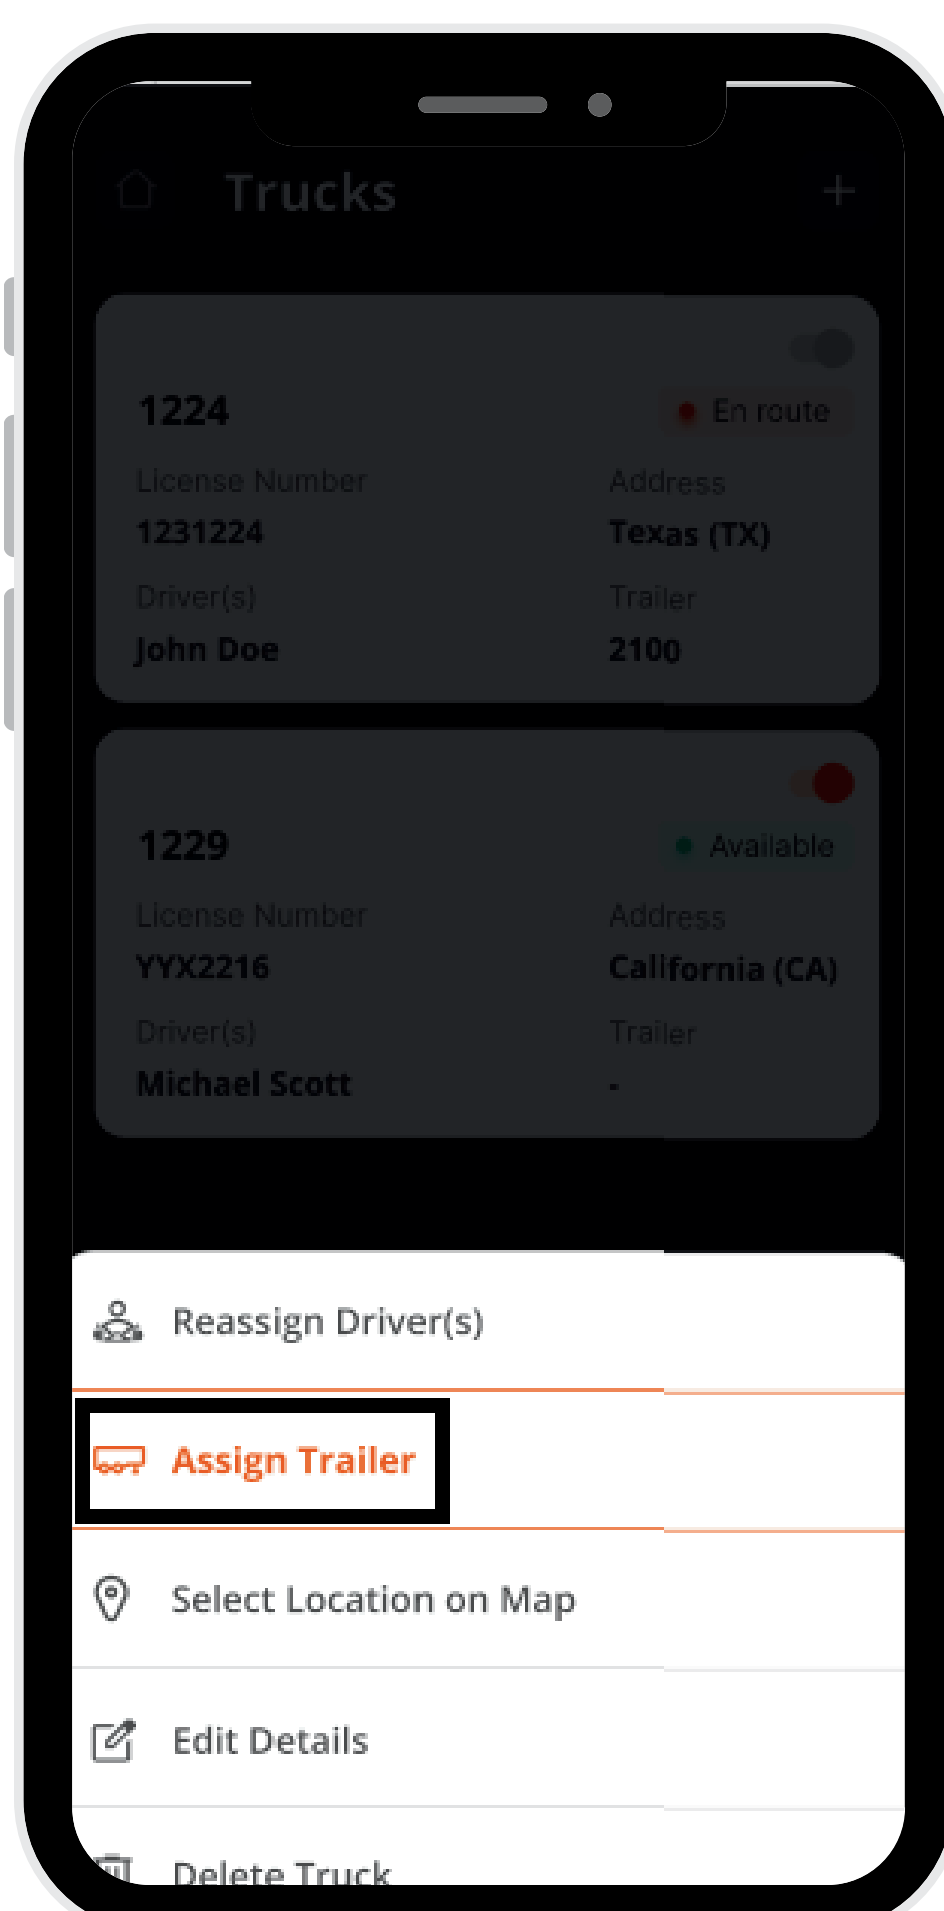 Trucks
1224
En route
License Number
Address
1231224
Texas (TX)
Driver(s)
Trailer
John Doe
2100
1229
Available
License Number
Address
YYX2216
California (CA)
Driver(s)
Trailer
Michael Scott
-
Reassign Driver(s)
Assign Trailer
Select Location on Map
Edit Details
Delete Truck